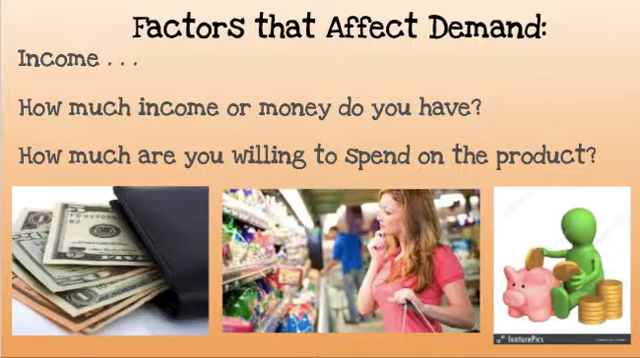 Factors that Affect Demand:
Income . . .
How much income or money do you have?
How much are you willing to spend on the product?
featurePics